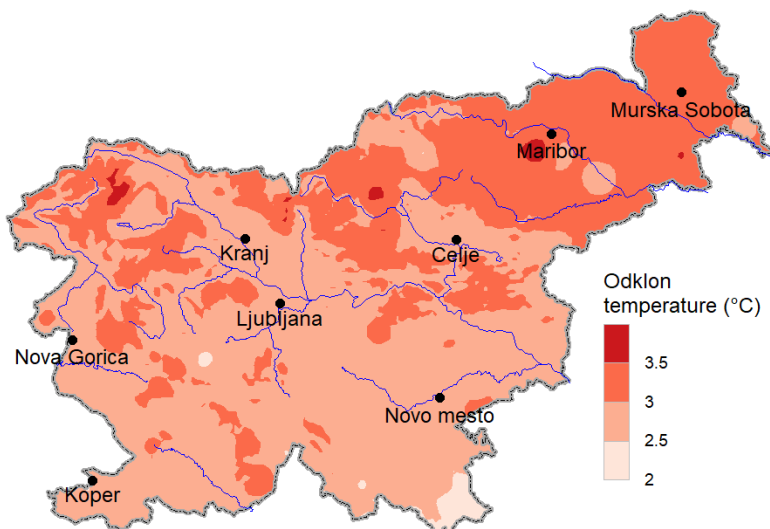 Murska Sobota
Maribor
Kranj
Celje
Ljubljana
Nova Gorica
Novo mesto
Koper
Odklon
temperature (°C)
3.5
3
2.5
2